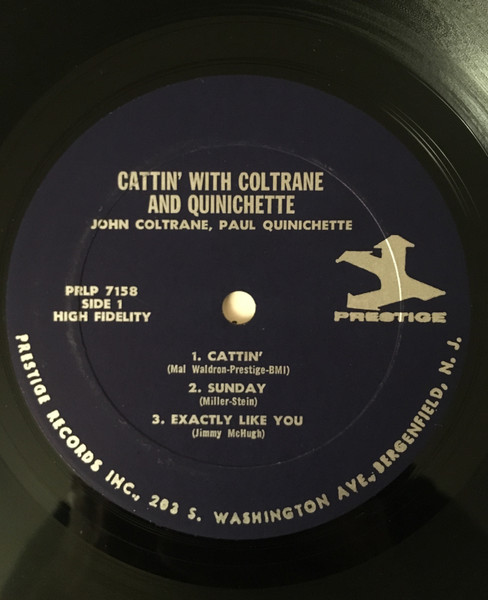 CATTIN' WITH COLTRANE
AND QUINICHETTE
JOHN COLTRANE, PAUL QUINICHETTE
PRLP 7158
SIDE 1
HIGH FIDELITY
PRESTIGE
1. CATTIN'
(Mal Waldron-Prestige-BMI)
2. SUNDAY
(Miller-Stein)
3. EXACTLY LIKE YOU
(Jimmy McHugh)
PRESTIGE RECORDS INC., 203 S. WASHINGTON AVE., BERGENFIELD, N. J.